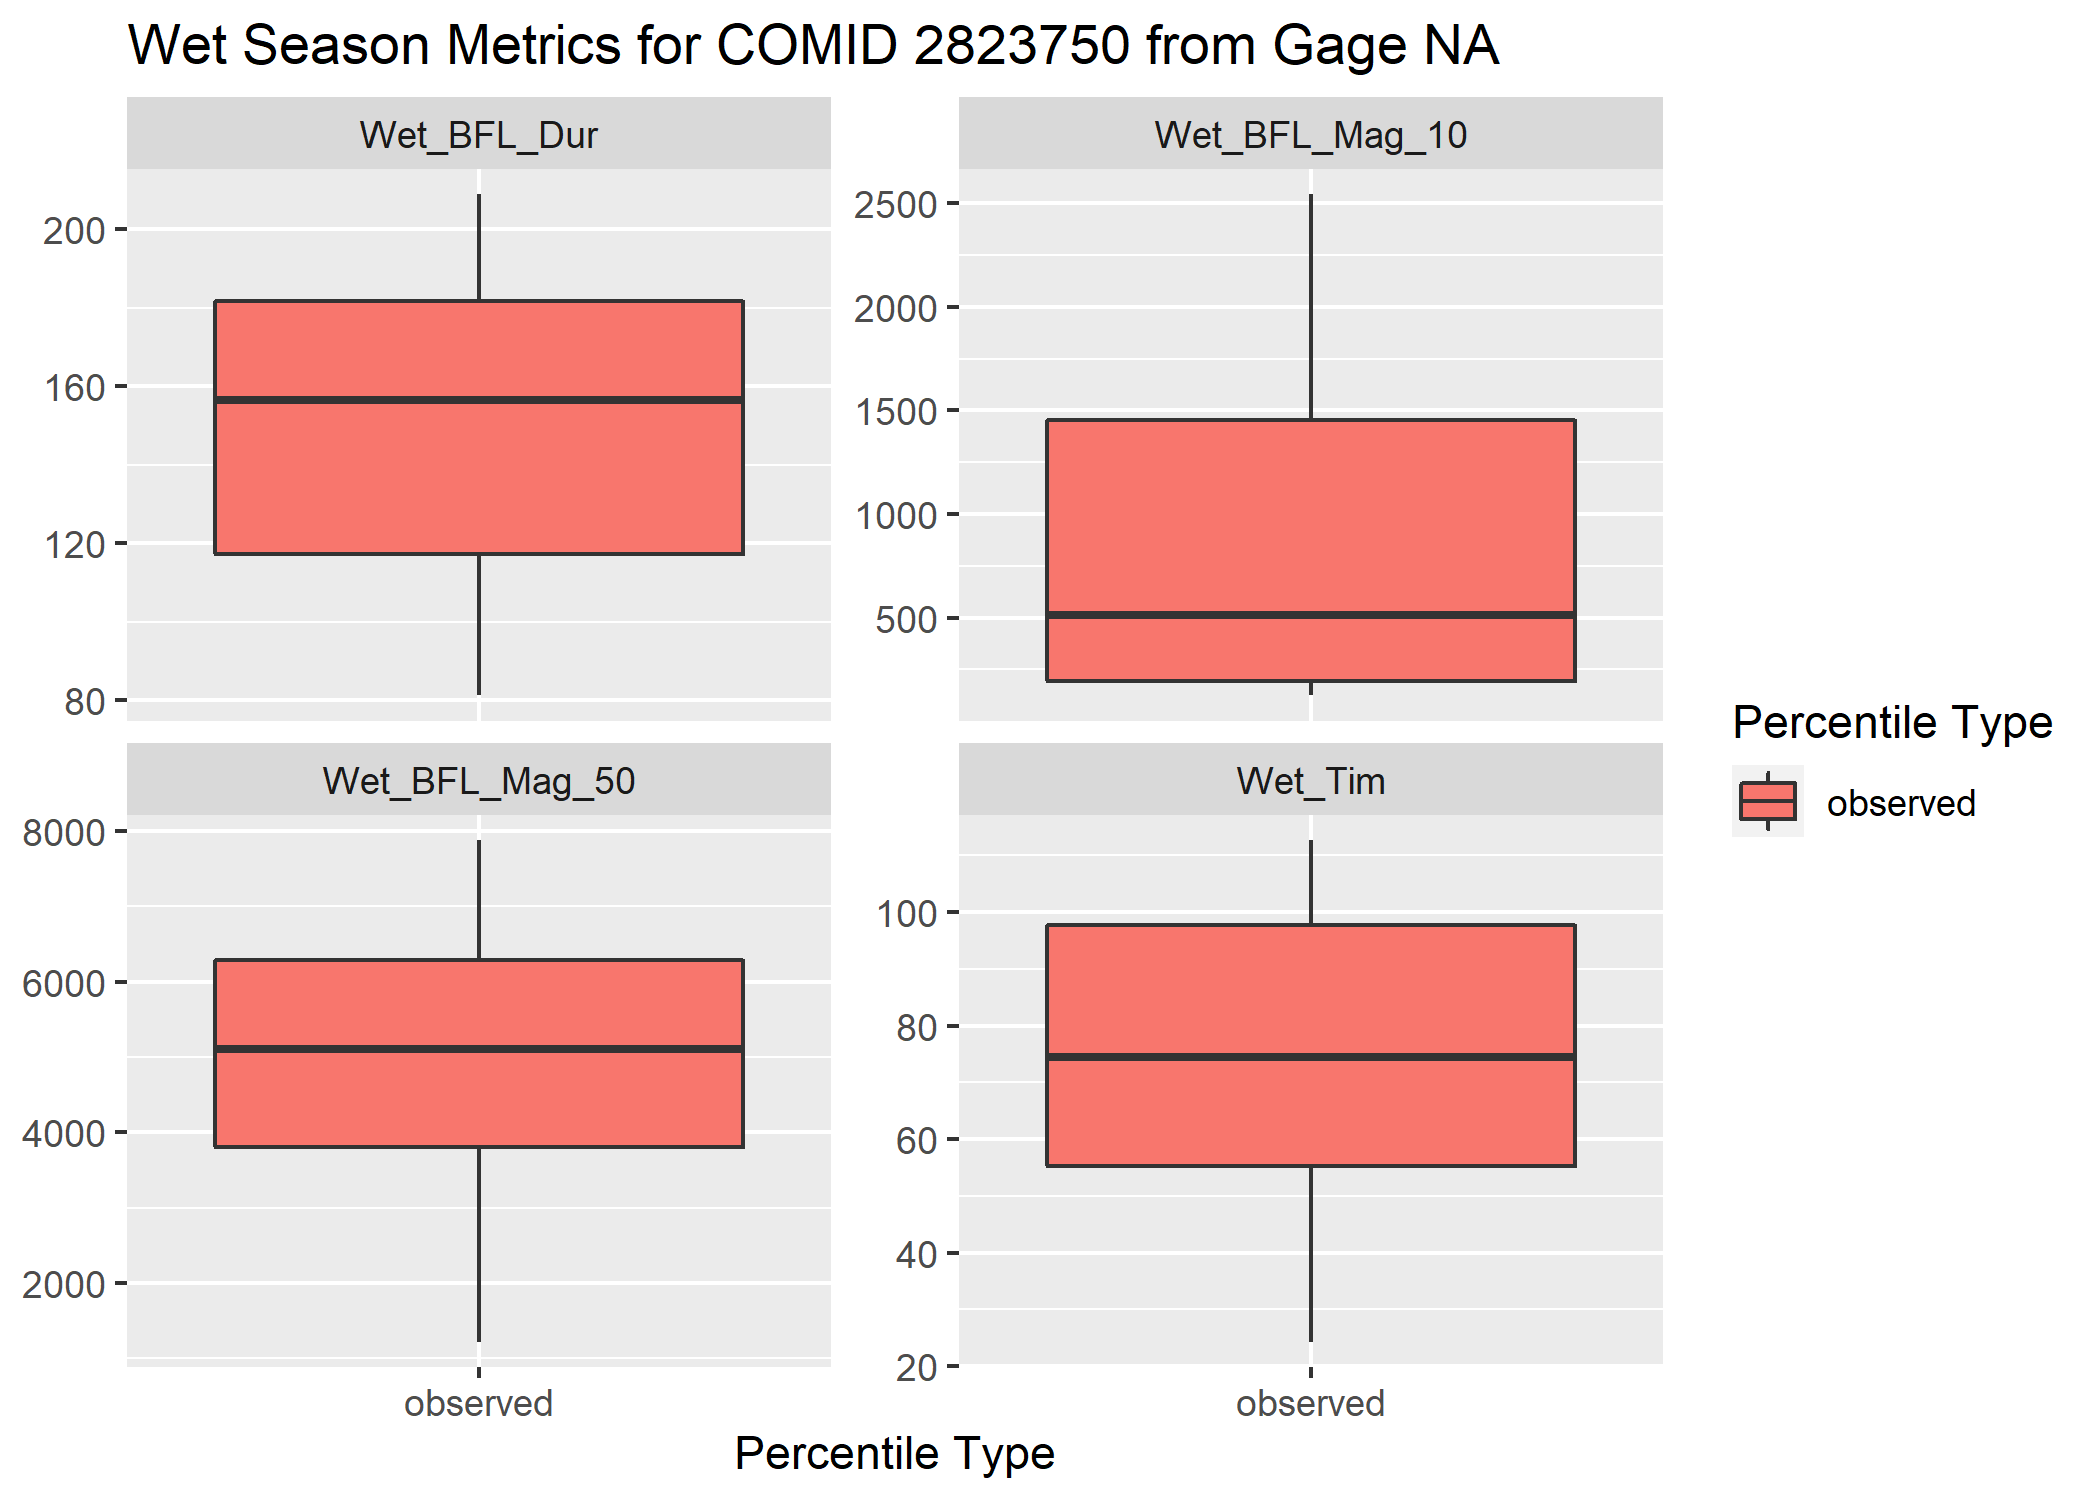 Wet Season Metrics for COMID 2823750 from Gage NA
Wet_BFL_Dur
200
160
120
80
Wet_BFL_Mag_10
2500
2000
1500
1000
500
Wet_BFL_Mag_50
8000
6000
4000
2000
observed
Wet_Tim
100
80
60
40
20
observed
Percentile Type
Percentile Type
observed